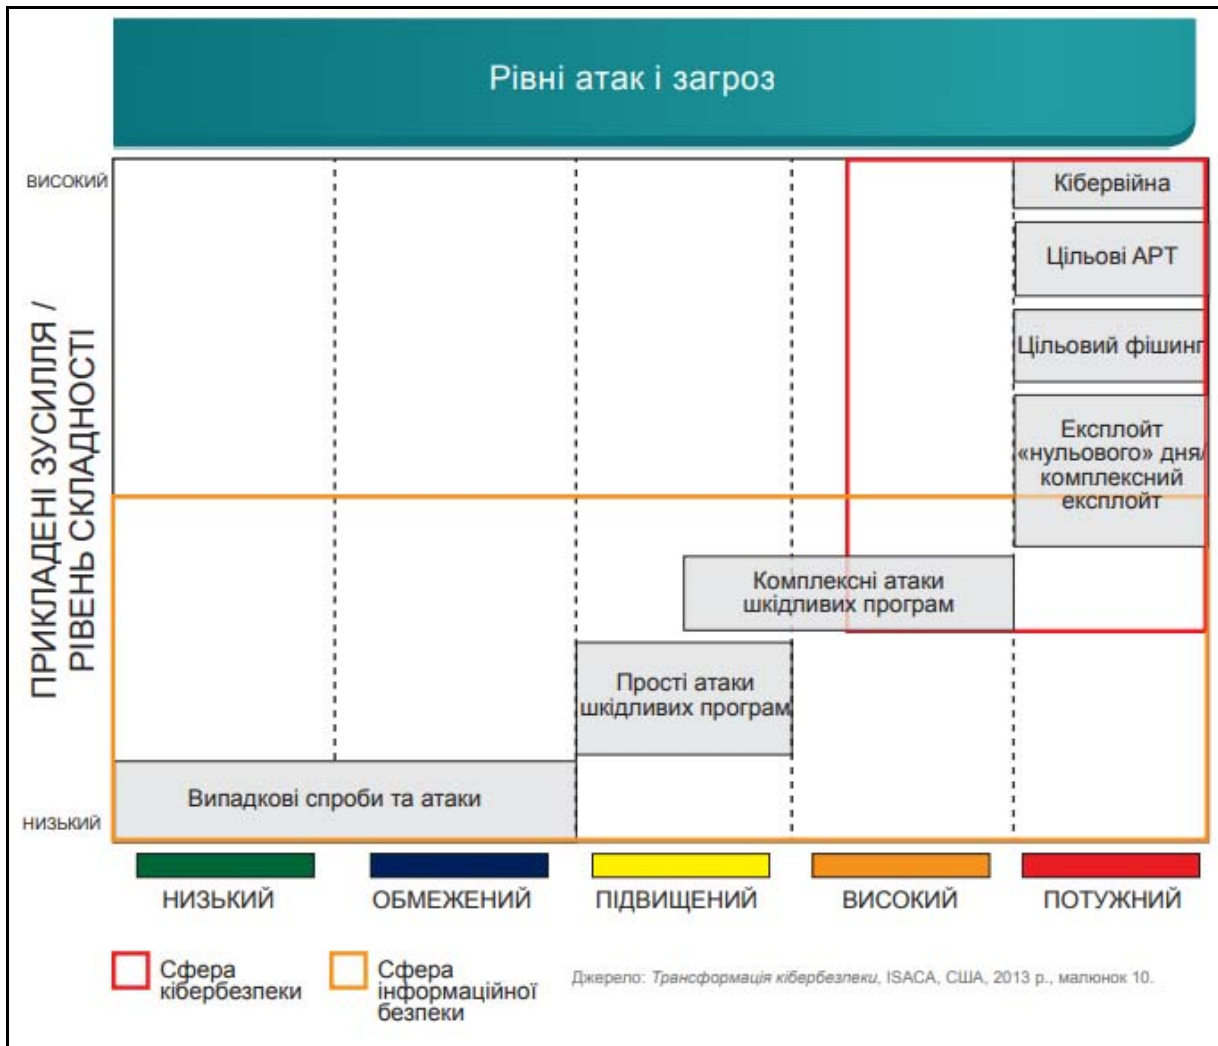 Рівні атак і загроз
ВИСОКИЙ
ПРИКЛАДЕНІ ЗУСИЛЛЯ /
РІВЕНЬ СКЛАДНОСТІ
НИЗЬКИЙ
Кібервійна
Цільові АРТ
Цільовий фішинг
Експлойт
«нульового» дня/
комплексний
експлойт
Комплексні атаки
шкідливих програм
Прості атаки
шкідливих програм
Випадкові спроби та атаки
НИЗЬКИЙ
ОБМЕЖЕНИЙ
ПІДВИЩЕНИЙ
ВИСОКИЙ
ПОТУЖНИЙ
Сфера
кібербезпеки
Сфера
інформаційної
безпеки
Джерело: Трансформація кібербезпеки, ISACA, США, 2013 р., малюнок 10.